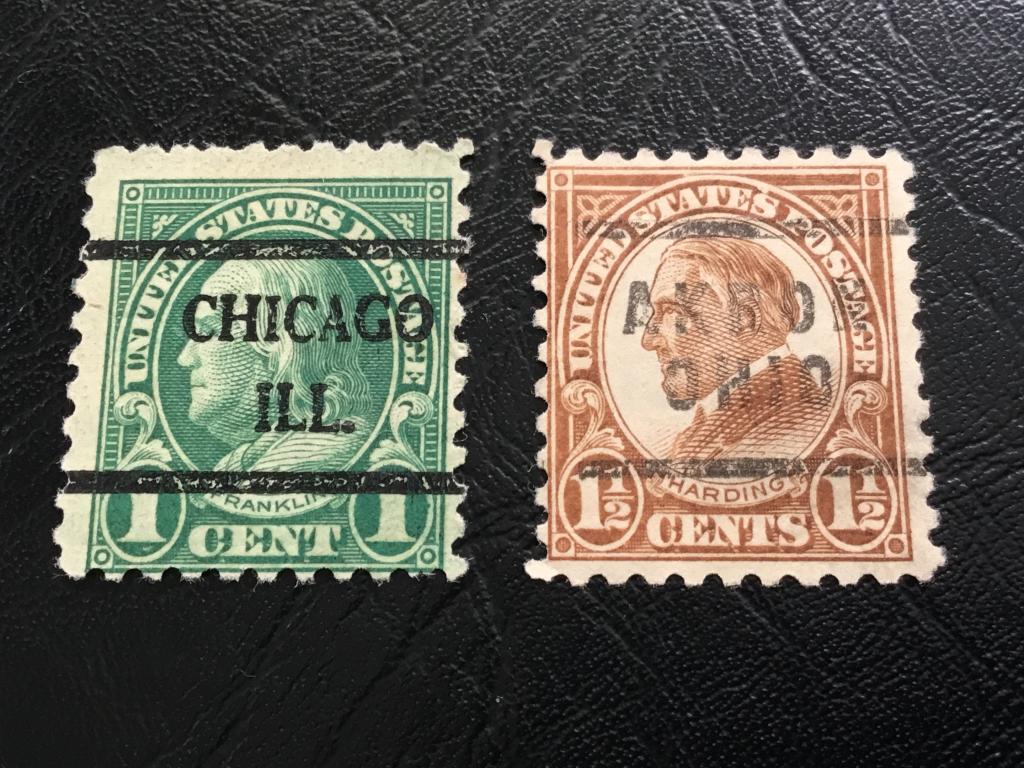 UNITED STATES POSTAGE
CHICAGO
ILL.
FRANKLIN
1 CENT 1
UNITED STATES POSTAGE
AKRON
OHIO
HARDING
1½ CENTS 1½